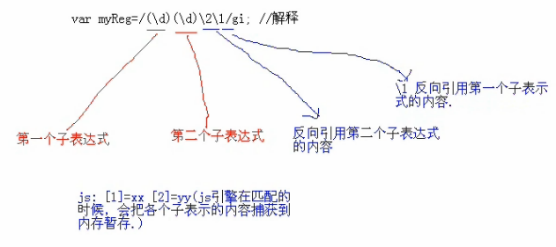 var myReg=/(\d)(\d)\2\1/gi; //解释
\1 反向引用第一个子表示
式的内容.
第一个子表达式
第二个子表达式
反向引用第二个子表达式
的内容
js: [1]=xx [2]=yy(js引擎在匹配的
时候，会把各个子表示的内容捕获到
内存暂存.)